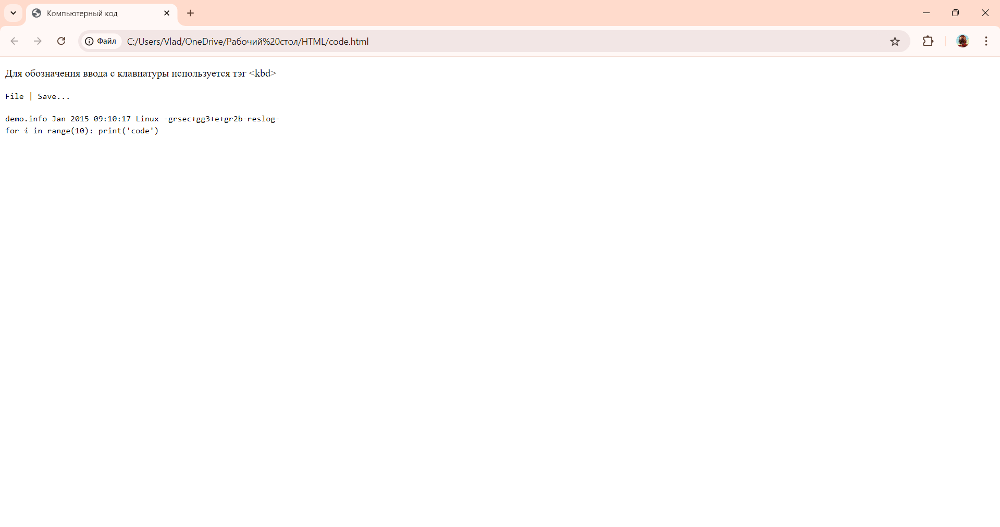 Компьютерный код
Файл C:/Users/Vlad/OneDrive/Рабочий%20стол/HTML/code.html
Для обозначения ввода с клавиатуры используется тэг <kbd>
File | Save...
demo.info Jan 2015 09:10:17 Linux -grsec+gg3+e+gr2b-reslog-
for i in range(10): print('code')